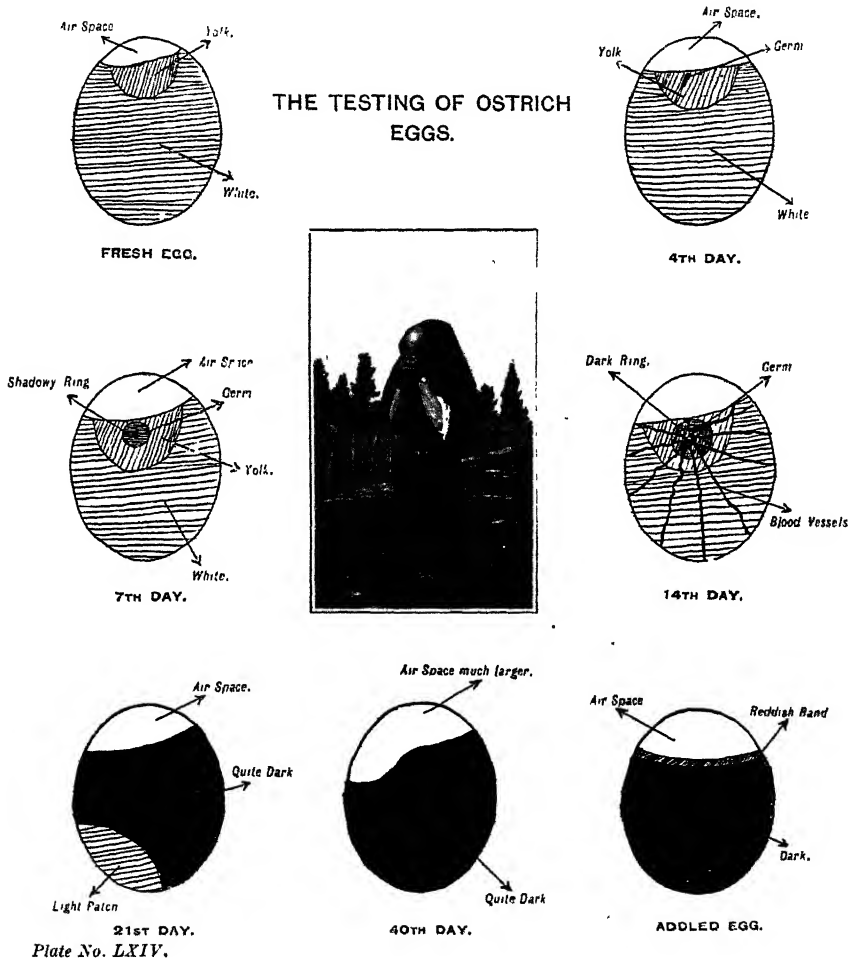 Air Space
Yolk.
White.
FRESH EGG.
THE TESTING OF OSTRICH
EGGS.
Air Space.
Yolk
Germ
White
4TH DAY.
Shadowy Ring
Air Space
Germ
Yolk.
White.
7TH DAY.
Dark Ring.
Germ
Blood Vessels
14TH DAY.
Air Space.
Quite Dark
Light Patch
21ST DAY.
Air Space much larger.
Quite Dark
40TH DAY.
Air Space
Reddish Band
Dark.
ADDLED EGG.
Plate No. LXIV.